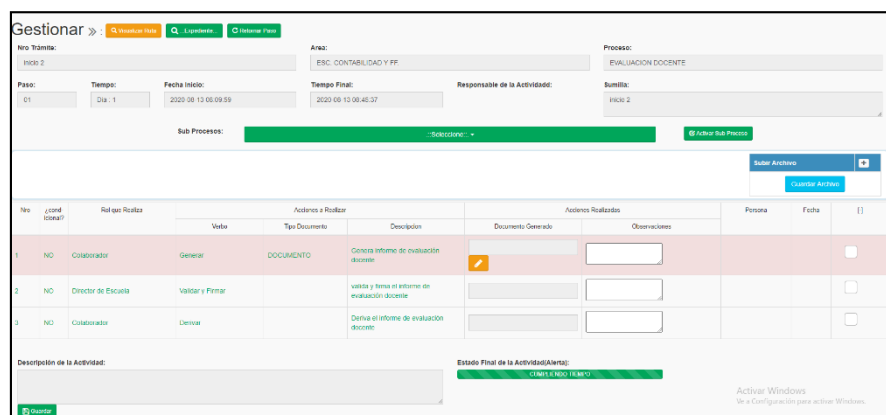 Gestionar » :
Visualizar Nota
..Expediente..
Retornar Paso
Nro Trámite:
Area:
Proceso:
Inicio 2
ESC. CONTABILIDAD Y FF
EVALUACION DOCENTE
Paso:
Tiempo:
Fecha Inicio:
Tiempo Final:
Responsable de la Actividadd:
Sumilla:
01
Dia : 1
2020-08-13 08:09:59
2020-08-13 08:45:37
Inicio 2
Sub Procesos:
.::Seleccione::.
Activar Sub Proceso
Subir Archivo
Guardar Archivo
Nro
¿cond
icional?
Rol que Realiza
Acciones a Realizar
Acciones Realizadas
Persona
Fecha
[-]
Verbo
Tipo Documento
Descripcion
Documento Generado
Observaciones
1
NO
Colaborador
Generar
DOCUMENTO
Genera informe de evaluación
docente
2
NO
Director de Escuela
Validar y Firmar
valida y firma el informe de
evaluación docente
3
NO
Colaborador
Derivar
Deriva el informe de evaluación
docente
Descripción de la Actividad:
Estado Final de la Actividad(Alerta):
CUMPLIENDO TIEMPO
Guardar
Activar Windows
Ve a Configuración para activar Windows.